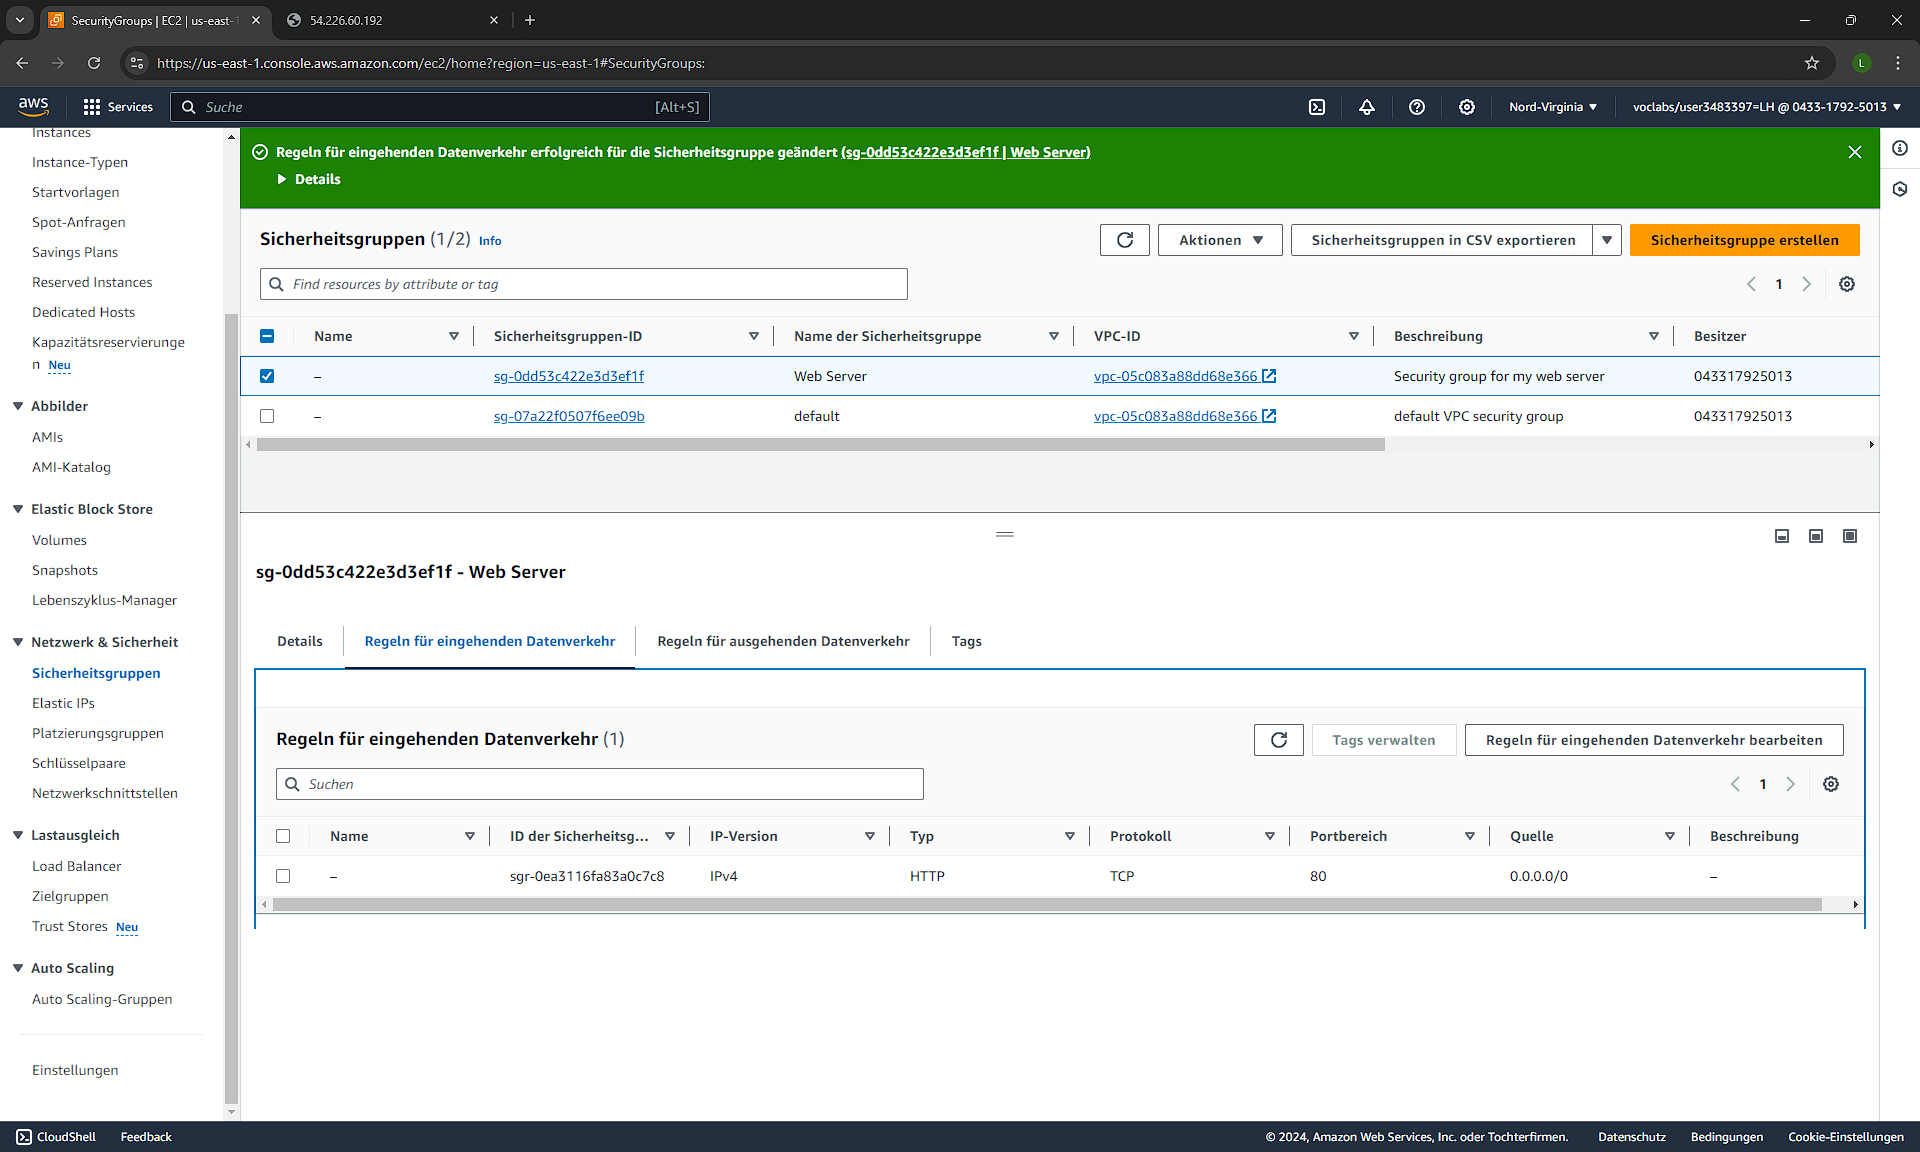 SecurityGroups | EC2 | us-east-1
54.226.60.192
https://us-east-1.console.aws.amazon.com/ec2/home?region=us-east-1#SecurityGroups:
L
aws
Services
Suche
[Alt+S]
Nord-Virginia
voclabs/user3483397=LH @ 0433-1792-5013
Instances
Instance-Typen
Startvorlagen
Spot-Anfragen
Savings Plans
Reserved Instances
Dedicated Hosts
Kapazitätsreservierunge
n Neu
Abbilder
AMIs
AMI-Katalog
Elastic Block Store
Volumes
Snapshots
Lebenszyklus-Manager
Netzwerk & Sicherheit
Sicherheitsgruppen
Elastic IPs
Platzierungsgruppen
Schlüsselpaare
Netzwerkschnittstellen
Lastausgleich
Load Balancer
Zielgruppen
Trust Stores Neu
Auto Scaling
Auto Scaling-Gruppen
Einstellungen
Regeln für eingehenden Datenverkehr erfolgreich für die Sicherheitsgruppe geändert (sg-0dd53c422e3d3ef1f | Web Server)
Details
Sicherheitsgruppen (1/2) Info
Aktionen
Sicherheitsgruppen in CSV exportieren
Sicherheitsgruppe erstellen
Find resources by attribute or tag
1
Name Sicherheitsgruppen-ID Name der Sicherheitsgruppe VPC-ID Beschreibung Besitzer
– sg-0dd53c422e3d3ef1f Web Server vpc-05c083a88dd68e366 Security group for my web server 043317925013
– sg-07a22f0507f6ee09b default vpc-05c083a88dd68e366 default VPC security group 043317925013
sg-0dd53c422e3d3ef1f - Web Server
Details
Regeln für eingehenden Datenverkehr
Regeln für ausgehenden Datenverkehr
Tags
Regeln für eingehenden Datenverkehr (1)
Tags verwalten
Regeln für eingehenden Datenverkehr bearbeiten
Suchen
1
Name ID der Sicherheitsg... IP-Version Typ Protokoll Portbereich Quelle Beschreibung
– sgr-0ea3116fa83a0c7c8 IPv4 HTTP TCP 80 0.0.0.0/0 –
CloudShell
Feedback
© 2024, Amazon Web Services, Inc. oder Tochterfirmen.
Datenschutz
Bedingungen
Cookie-Einstellungen